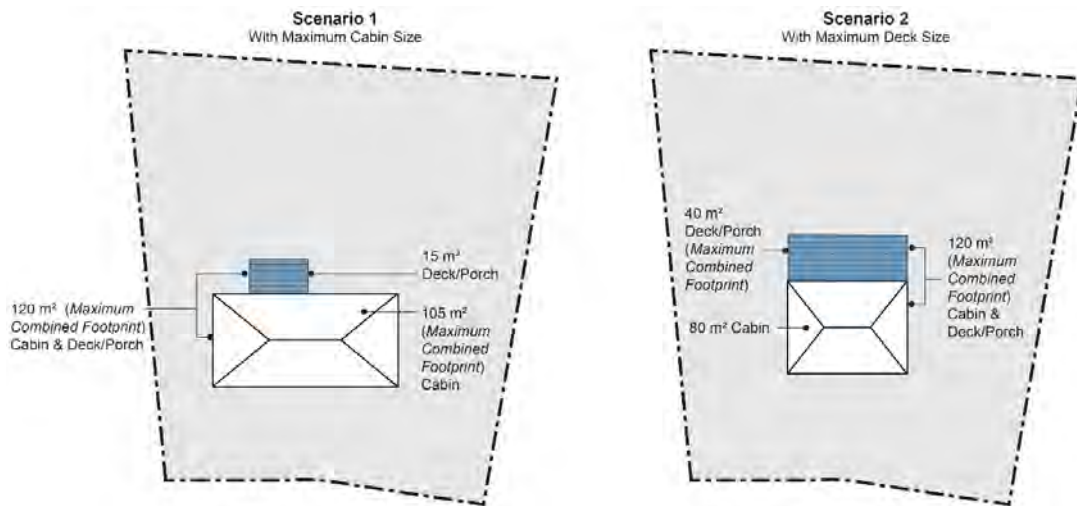 Scenario 1
With Maximum Cabin Size
15 m²
Deck/Porch
120 m² (Maximum
Combined Footprint)
Cabin & Deck/Porch
105 m²
(Maximum
Combined
Footprint)
Cabin
Scenario 2
With Maximum Deck Size
40 m²
Deck/Porch
(Maximum
Combined
Footprint)
120 m²
(Maximum
Combined
Footprint)
Cabin &
Deck/Porch
80 m² Cabin